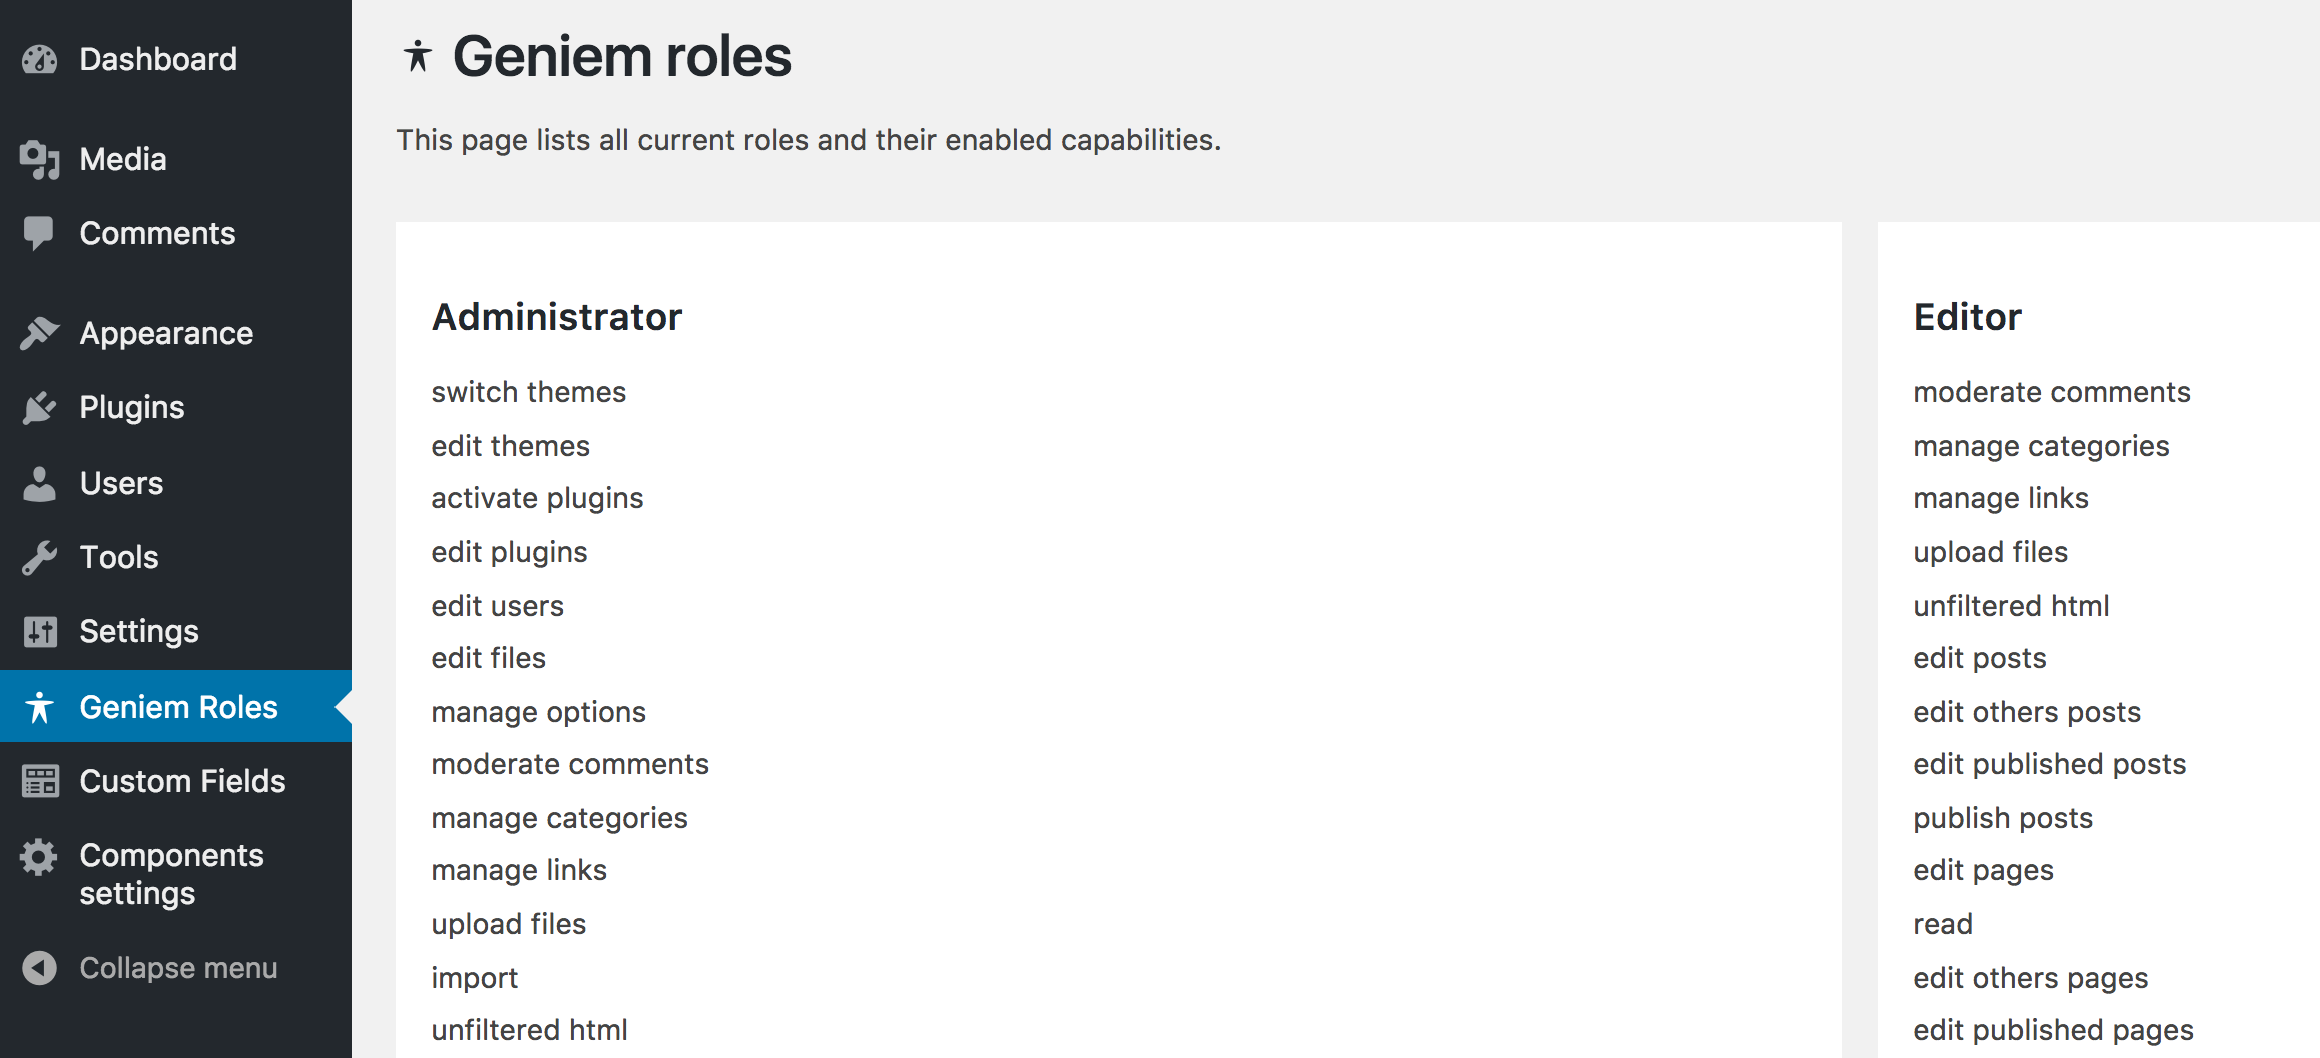 Dashboard
Media
Comments
Appearance
Plugins
Users
Tools
Settings
Geniem Roles
Custom Fields
Components
settings
Collapse menu
Geniem roles
This page lists all current roles and their enabled capabilities.
Administrator
switch themes
edit themes
activate plugins
edit plugins
edit users
edit files
manage options
moderate comments
manage categories
manage links
upload files
import
unfiltered html
Editor
moderate comments
manage categories
manage links
upload files
unfiltered html
edit posts
edit others posts
edit published posts
publish posts
edit pages
read
edit others pages
edit published pages